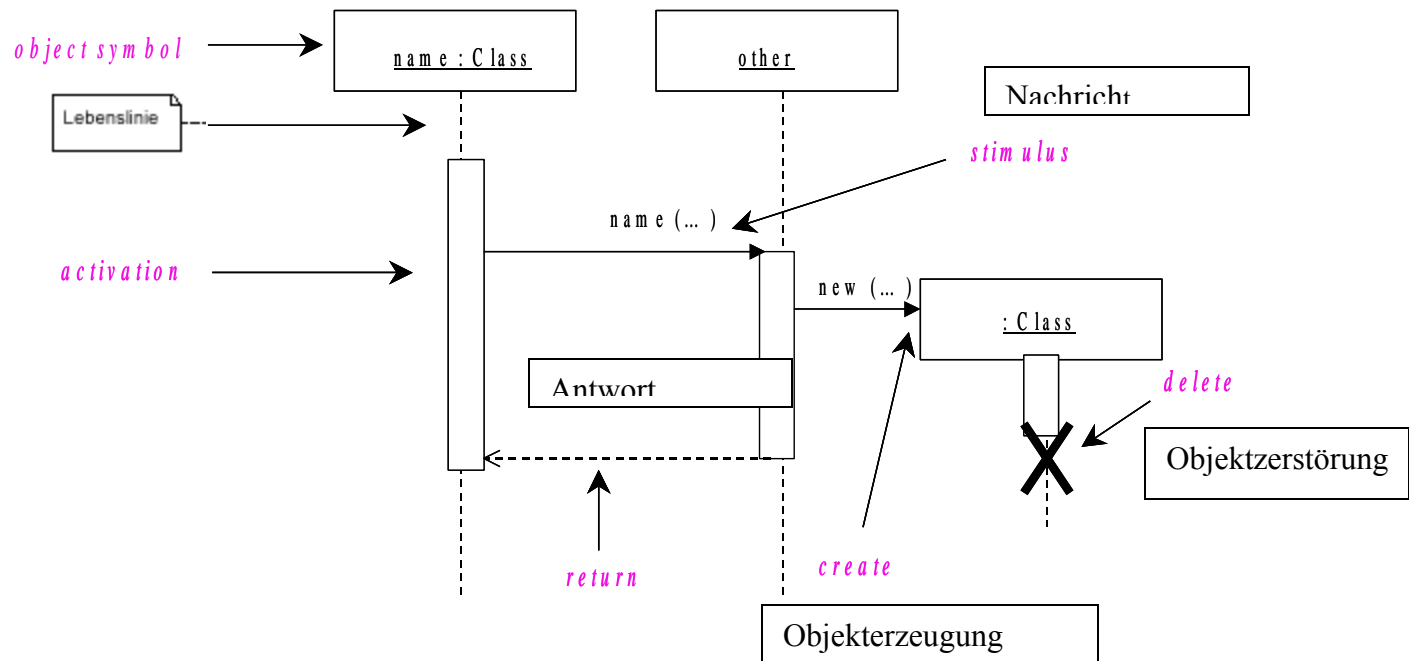 object symbol
name:Class
other
Nachricht
Lebenslinie
stimulus
name(...)
activation
new (...)
:Class
Antwort
delete
Objektzerstörung
create
return
Objekterzeugung